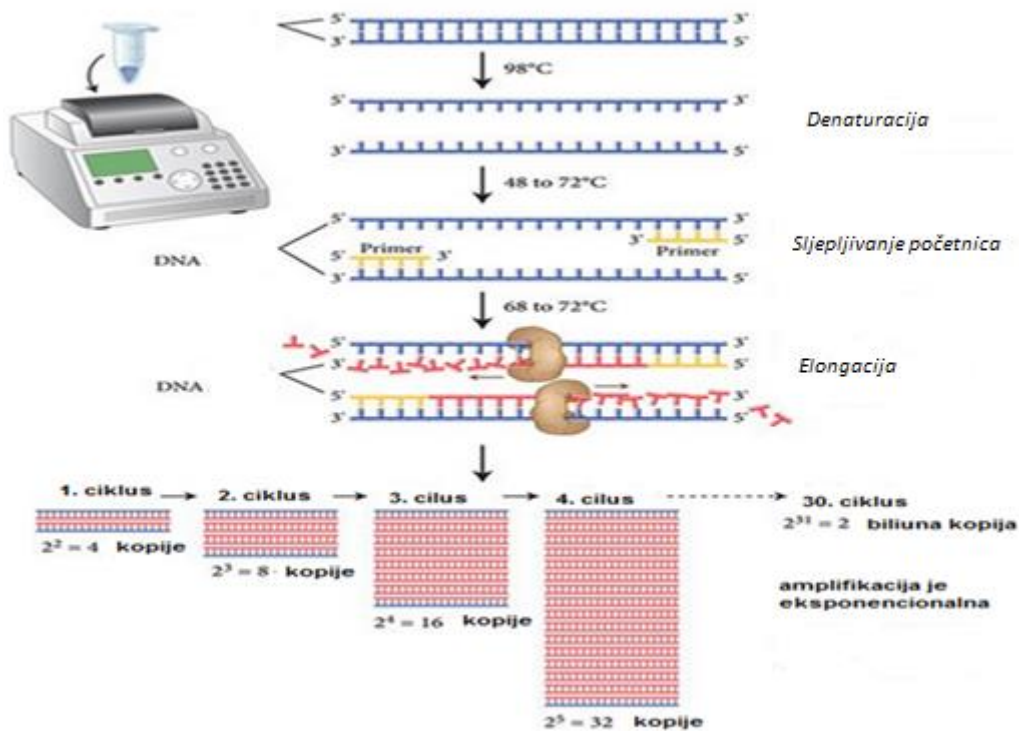 5' 3'
3' 5'
98°C
5' 3'
Denaturacija
3' 5'
48 to 72°C
5' 3'
3' 5'
Primer Primer
Sljepljivanje početnica
5' 3'
DNA
3' 5'
68 to 72°C
5' 3'
3' 3'
Elongacija
DNA
5' 3'
3' 5'
1. ciklus
2. ciklus
3. cilus
4. cilus
30. ciklus
2³¹ = 2 biliuna kopija
2² = 4 kopije
2³ = 8 · kopije
amplifikacija je
eksponencionalna
2⁴ = 16 kopije
2⁵ = 32 kopije